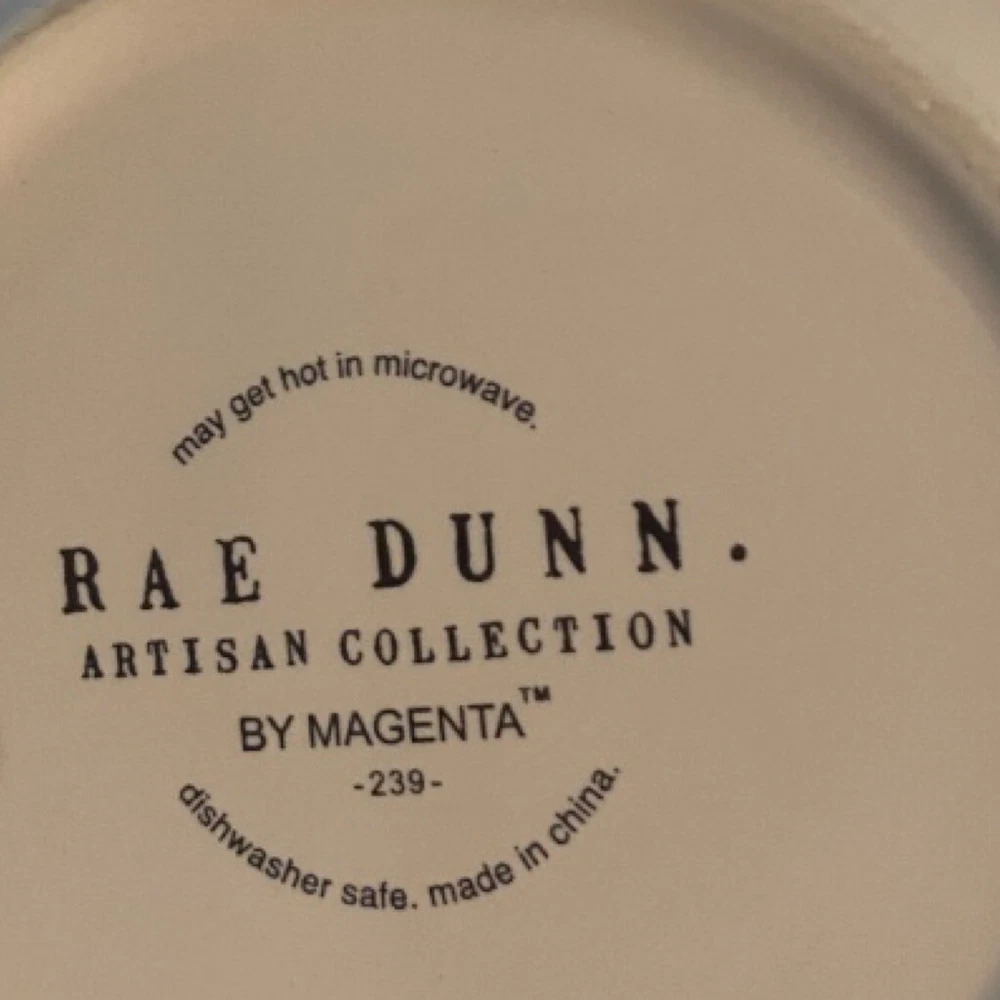 may get hot in microwave.
RAE DUNN.
ARTISAN COLLECTION
BY MAGENTA™
-239-
dishwasher safe. made in china.